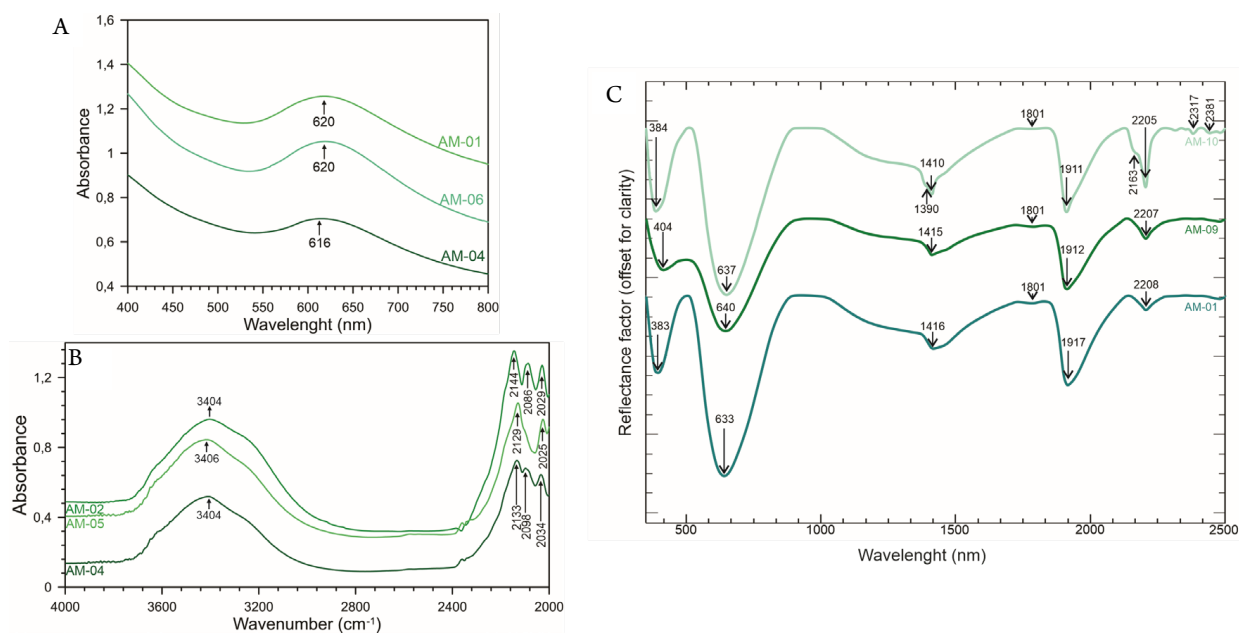 A
1,6
1,4
1,2
1
0,8
0,6
0,4
Absorbance
620
AM-01
620
AM-06
616
AM-04
400 450 500 550 600 650 700 750 800
Wavelenght (nm)
B
1,2
0,8
0,4
0
Absorbance
2144
2086
2029
3404
2129
2025
3406
AM-02
AM-05
3404
2133
2098
2034
AM-04
4000 3600 3200 2800 2400 2000
Wavenumber (cm-1)
C
Reflectance factor (offset for clarity)
384
1801
2205
2317
2381
AM-10
1410
2163
1911
1390
404
637
1415
1801
2207
AM-09
1912
640
383
1801
2208
AM-01
1416
1917
633
500 1000 1500 2000 2500
Wavelenght (nm)